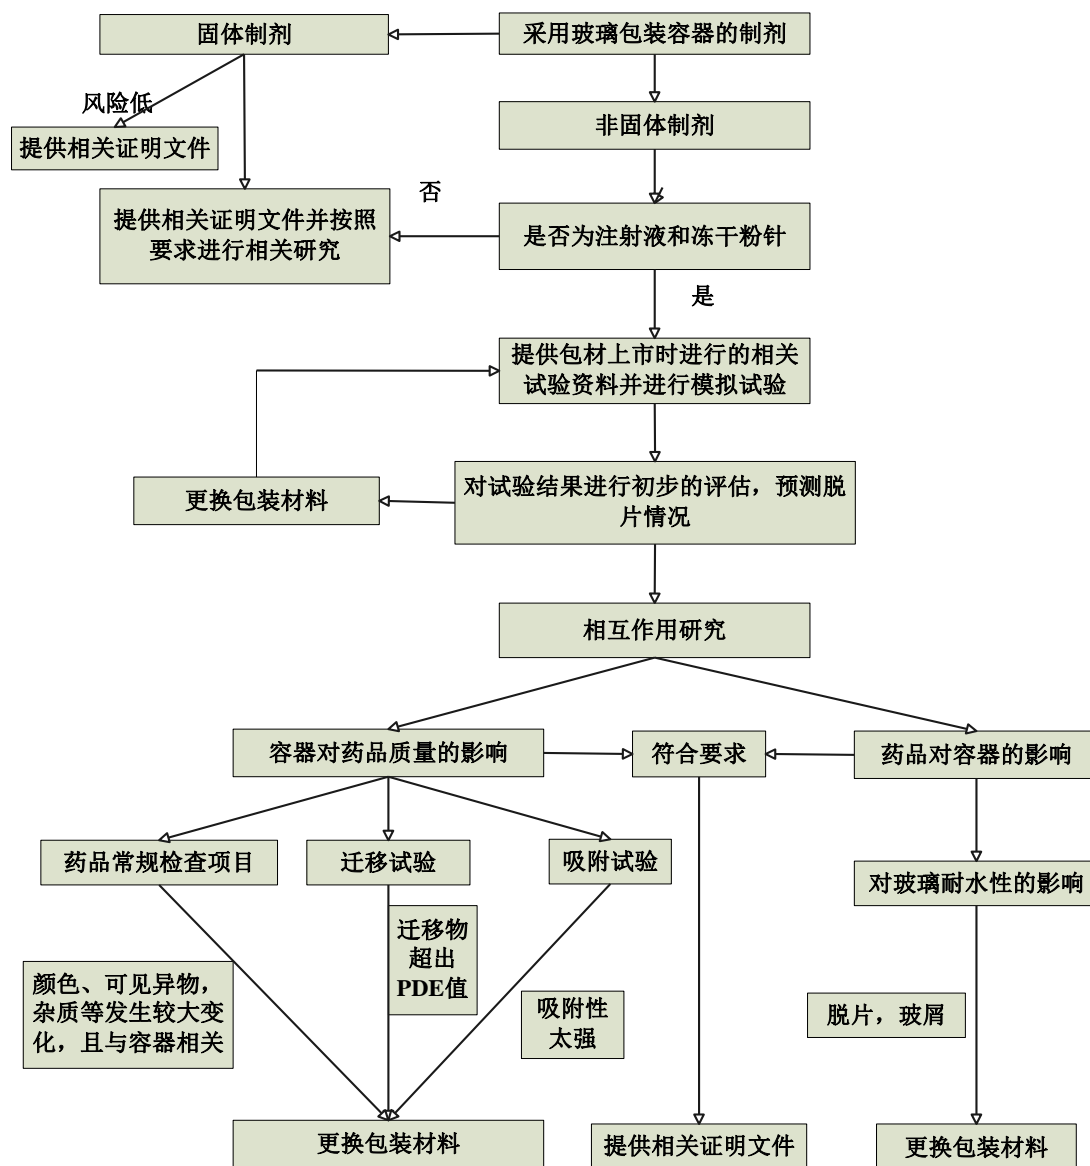 固体制剂
采用玻璃包装容器的制剂
风险低
非固体制剂
提供相关证明文件
否
提供相关证明文件并按照
要求进行相关研究
是否为注射液和冻干粉针
是
提供包材上市时进行的相关
试验资料并进行模拟试验
更换包装材料
对试验结果进行初步的评估，预测脱
片情况
相互作用研究
容器对药品质量的影响
符合要求
药品对容器的影响
药品常规检查项目
迁移试验
吸附试验
对玻璃耐水性的影响
迁移物
超出
PDE值
颜色、可见异物，
杂质等发生较大变
化，且与容器相关
吸附性
太强
脱片，玻屑
更换包装材料
提供相关证明文件
更换包装材料